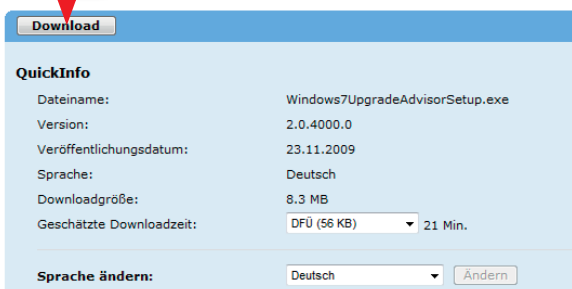 Download
QuickInfo
Dateiname: Windows7UpgradeAdvisorSetup.exe
Version: 2.0.4000.0
Veröffentlichungsdatum: 23.11.2009
Sprache: Deutsch
Downloadgröße: 8.3 MB
Geschätzte Downloadzeit: DFÜ (56 KB) 21 Min.
Sprache ändern: Deutsch Ändern